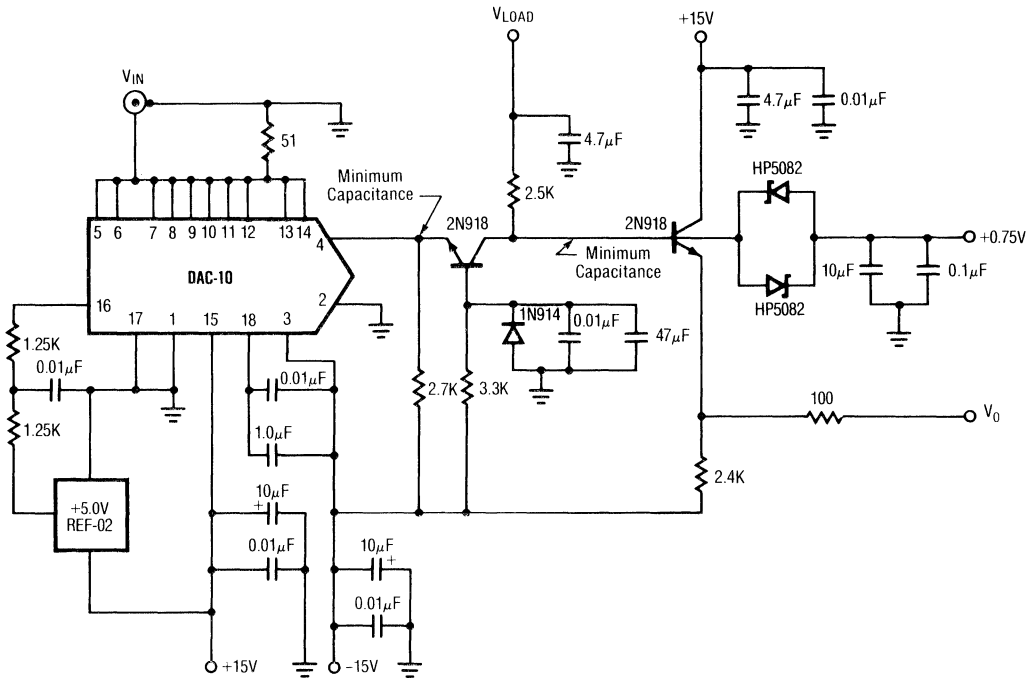 V_LOAD
+15V
V_IN
4.7μF
0.01μF
51
4.7μF
Minimum
Capacitance
2.5K
HP5082
2N918
2N918
5 6 7 8 9 10 11 12 13 14
4
Minimum
Capacitance
+0.75V
DAC-10
10μF
0.1μF
2
HP5082
16
17 1 15 18 3
1N914
0.01μF
47μF
1.25K
0.01μF
0.01μF
2.7K
3.3K
1.25K
100
V_O
1.0μF
2.4K
+5.0V
REF-02
10μF
+
0.01μF
10μF
+
0.01μF
+15V
-15V